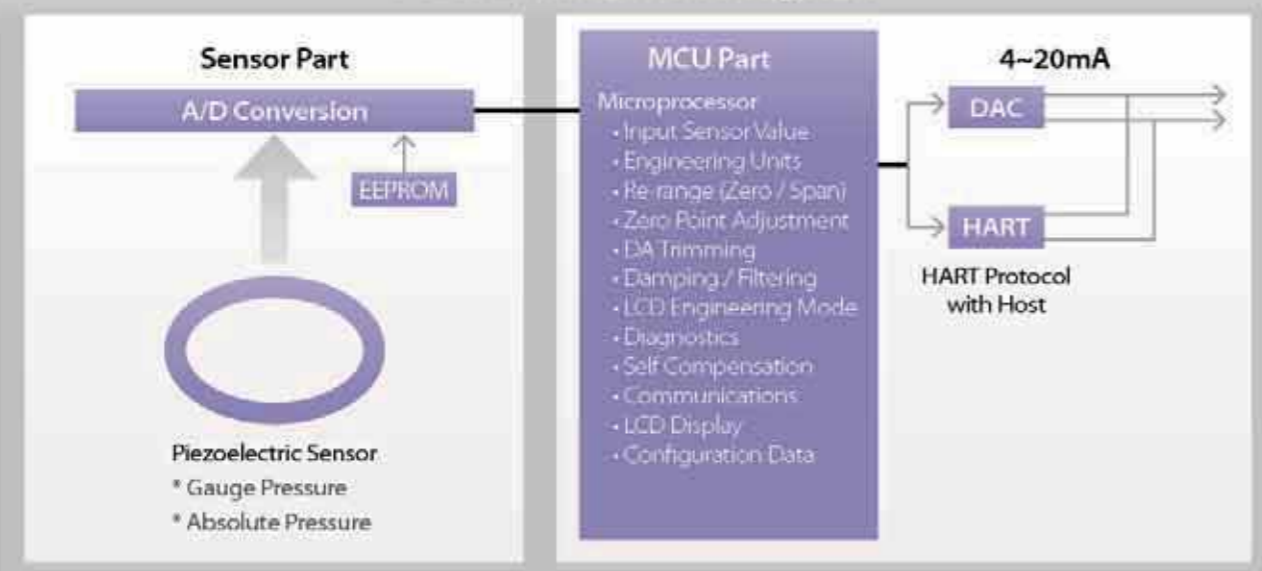 Sensor Part
A/D Conversion
EEPROM
Piezoelectric Sensor
* Gauge Pressure
* Absolute Pressure
MCU Part
Microprocessor
• Input Sensor Value
• Engineering Units
• Re-range (Zero / Span)
• Zero Point Adjustment
• DA Trimming
• Damping / Filtering
• LCD Engineering Mode
• Diagnostics
• Self Compensation
• Communications
• LCD Display
• Configuration Data
4~20mA
DAC
HART
HART Protocol
with Host